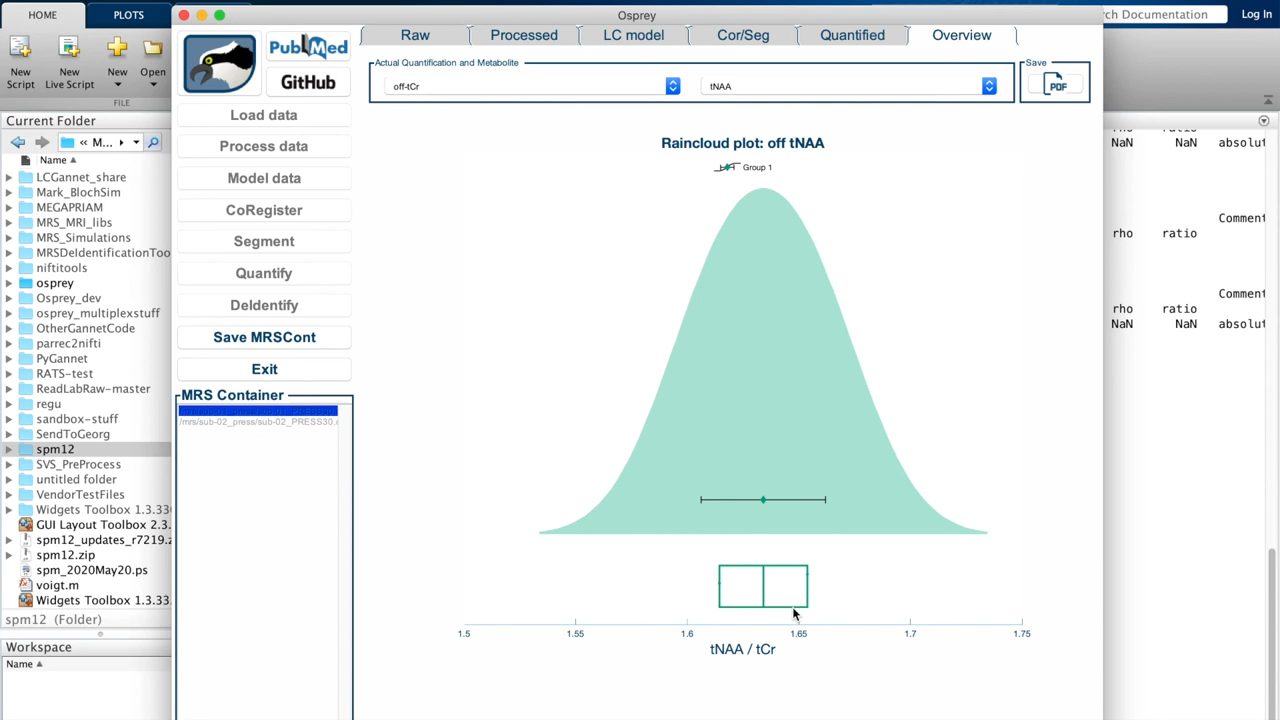 HOME
PLOTS
Osprey
rch Documentation
Log In
New Script
New Live Script
New
Open
FILE
Current Folder
« M...
Name
LCGannet_share
Mark_BlochSim
MEGAPRIAM
MRS_MRI_libs
MRS_Simulations
MRSDeIdentificationToo
niftitools
osprey
Osprey_dev
osprey_multiplexstuff
OtherGannetCode
parrec2nifti
PyGannet
RATS-test
ReadLabRaw-master
regu
sandbox-stuff
SendToGeorg
spm12
SVS_PreProcess
untitled folder
VendorTestFiles
Widgets Toolbox 1.3.330
GUI Layout Toolbox 2.3.
spm12_updates_r7219.z
spm12.zip
spm_2020May20.ps
voigt.m
Widgets Toolbox 1.3.33
spm12 (Folder)
Workspace
Name
PubMed
GitHub
Load data
Process data
Model data
CoRegister
Segment
Quantify
DeIdentify
Save MRSCont
Exit
MRS Container
/mrs/sub-02_press/sub-02_PRESS30.
Raw
Processed
LC model
Cor/Seg
Quantified
Overview
Actual Quantification and Metabolite
off-tCr
tNAA
Save
PDF
Raincloud plot: off tNAA
Group 1
1.5
1.55
1.6
1.65
1.7
1.75
tNAA / tCr
NaN NaN absolut
Comment
rho ratio
Comment
rho ratio
NaN NaN absolut